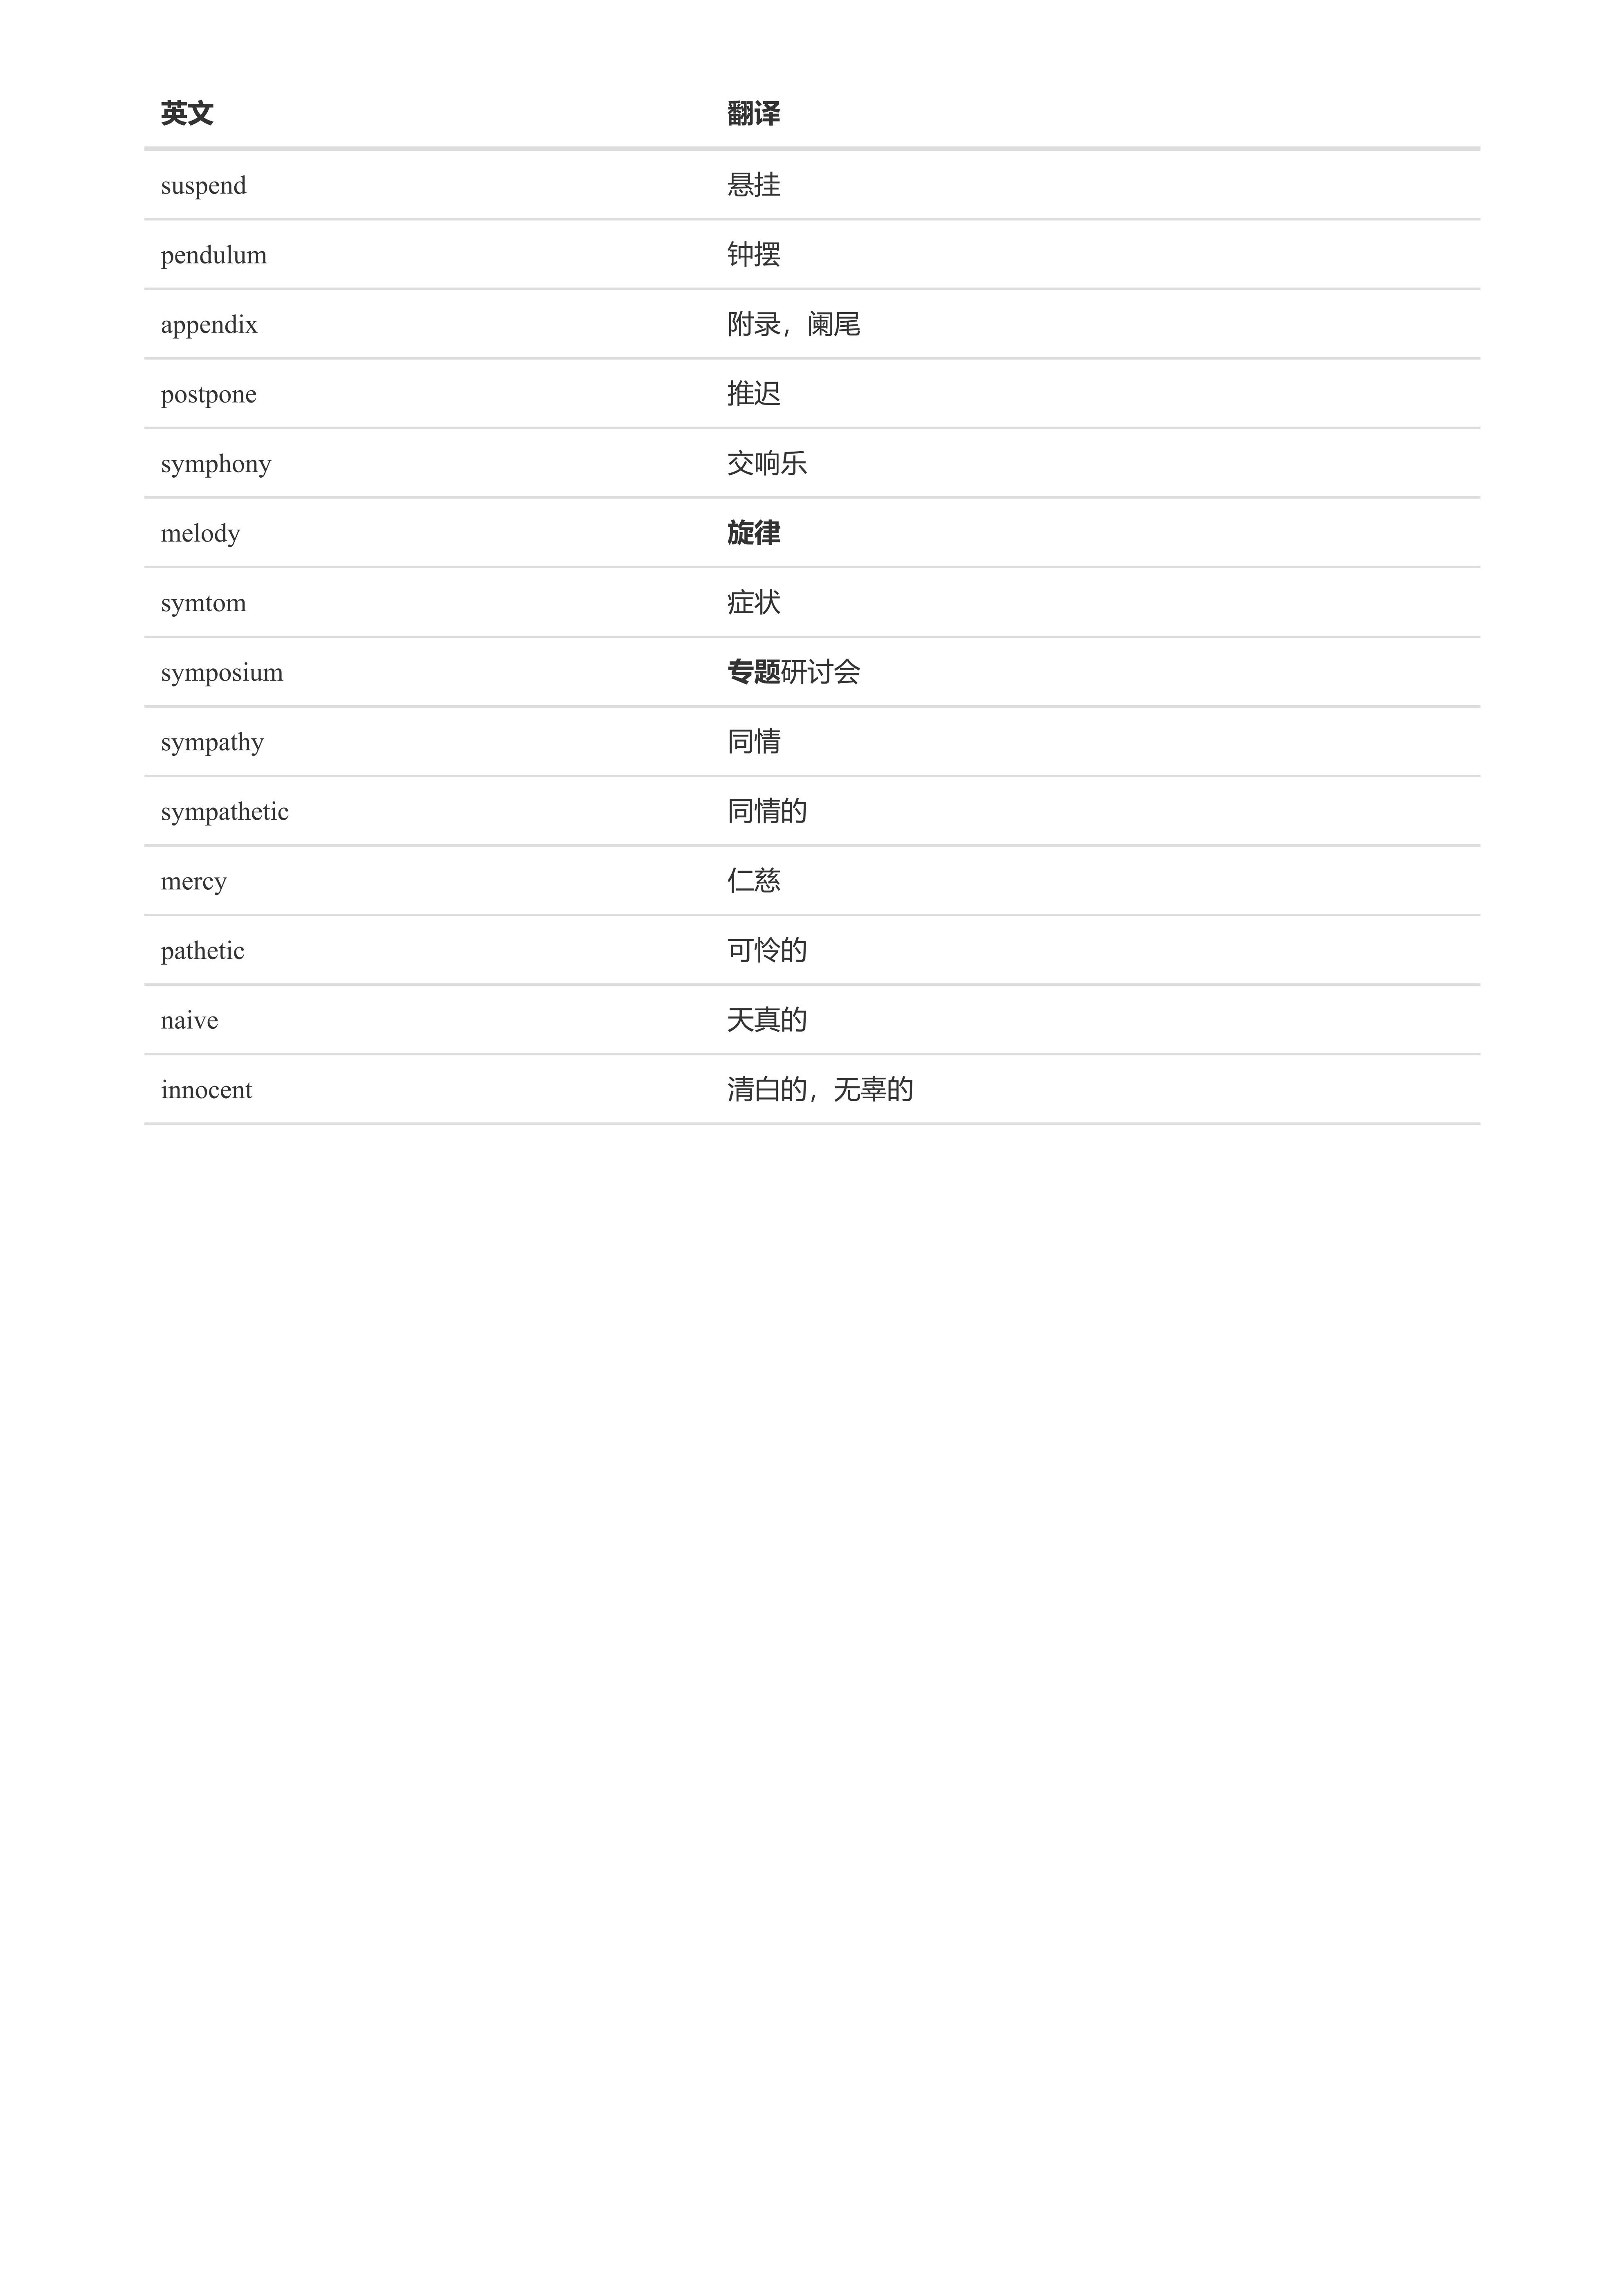 英文 翻译
suspend 悬挂
pendulum 钟摆
appendix 附录，阑尾
postpone 推迟
symphony 交响乐
melody 旋律
symtom 症状
symposium 专题研讨会
sympathy 同情
sympathetic 同情的
mercy 仁慈
pathetic 可怜的
naive 天真的
innocent 清白的，无辜的